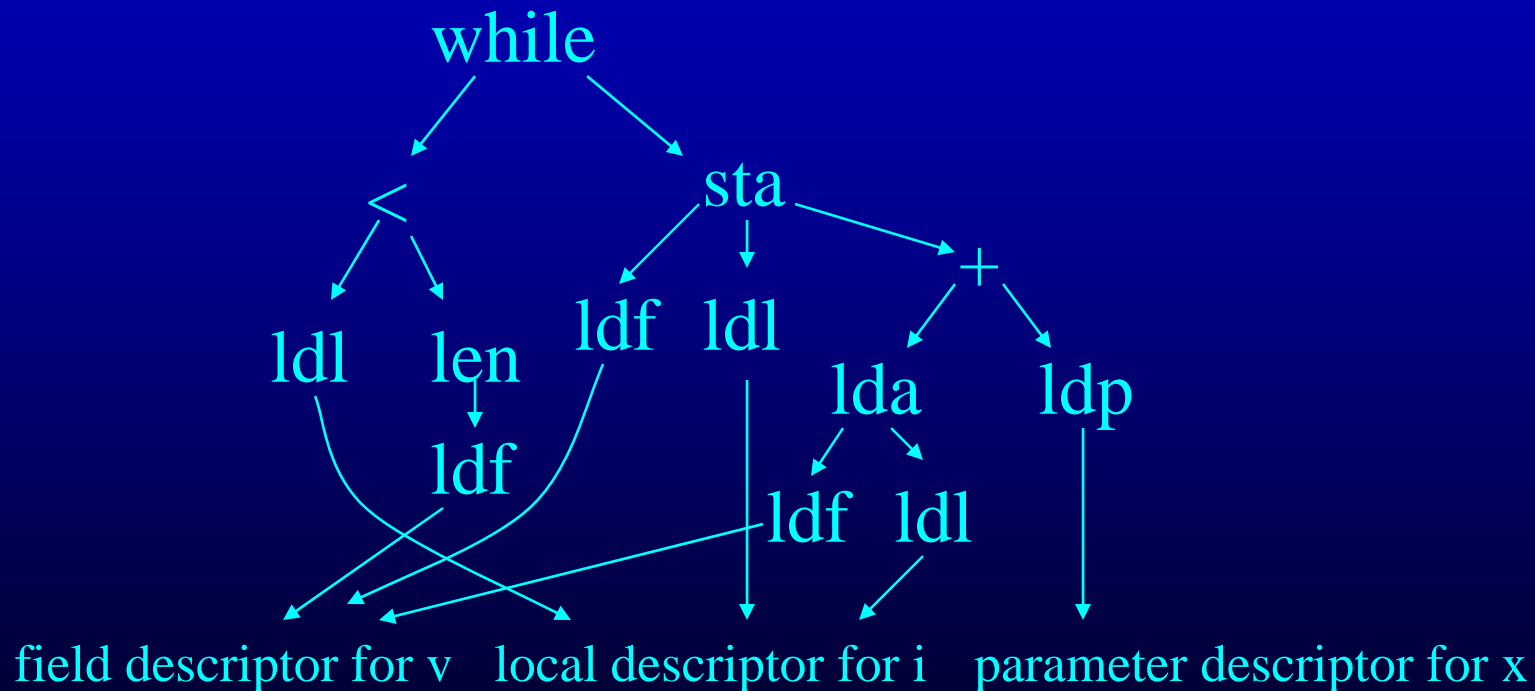 while
< sta
+
ldl len ldf ldl
lda ldp
ldf
ldf ldl
field descriptor for v local descriptor for i parameter descriptor for x